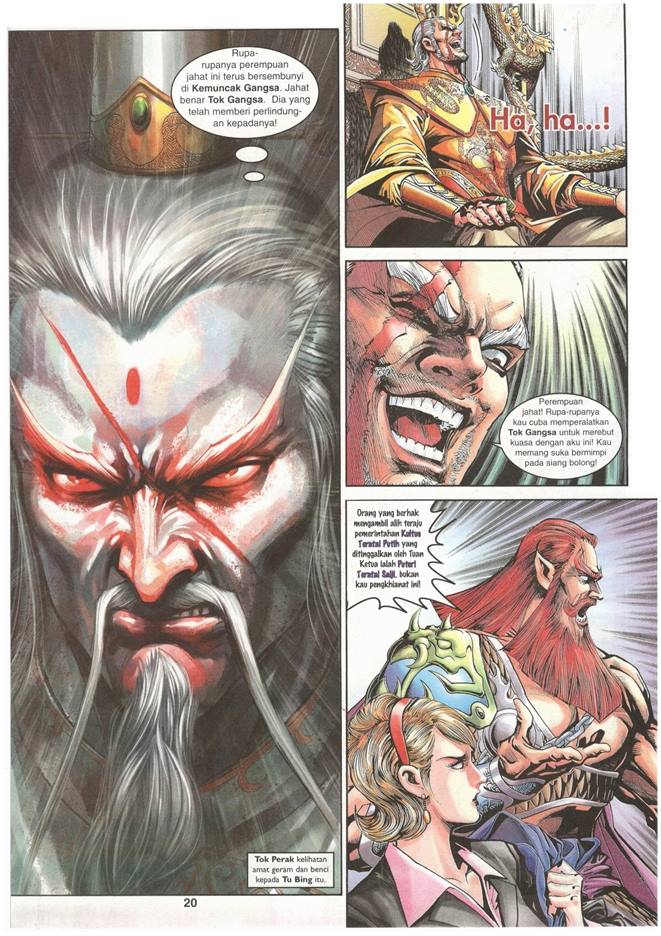 Rupa-
rupanya perempuan
jahat ini terus bersembunyi
di Kemuncak Gangsa. Jahat
benar Tok Gangsa. Dia yang
telah memberi perlindung-
an kepadanya!
Tok Perak kelihatan
amat geram dan benci
kepada Tu Bing itu.
20
Ha, ha...!
Perempuan
jahat! Rupa-rupanya
kau cuba memperalatkan
Tok Gangsa untuk merebut
kuasa dengan aku ini! Kau
memang suka bermimpi
pada siang bolong!
Orang yang berhak
mengambil alih teraju
pemerintahan Kultus
Teratai Putih yang
ditinggalkan oleh Tuan
Ketua ialah Puteri
Teratai Salji, bukan
kau pengkhianat ini!